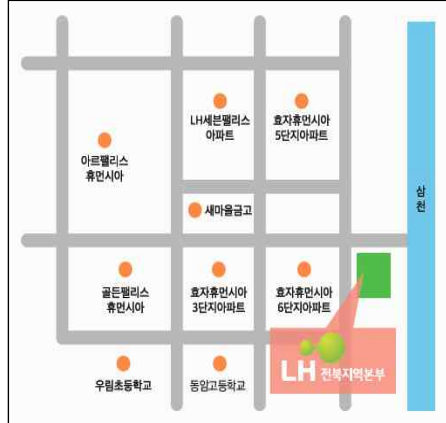 LH세븐팰리스
아파트
효자휴먼시아
5단지아파트
아르팰리스
휴먼시아
삼천
새마을금고
골든팰리스
휴먼시아
효자휴먼시아
3단지아파트
효자휴먼시아
6단지아파트
LH 전북지역본부
우림초등학교
동암고등학교